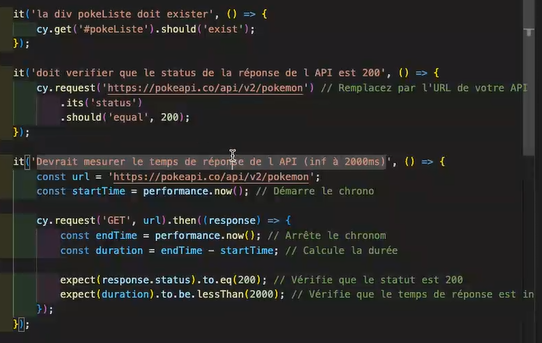 it('la div pokeListe doit exister', () => {
cy.get('#pokeListe').should('exist');
});
it('doit verifier que le status de la réponse de l API est 200', () => {
cy.request('https://pokeapi.co/api/v2/pokemon') // Remplacez par l'URL de votre API
.its('status')
.should('equal', 200);
});
it('Devrait mesurer le temps de réponse de l API (inf à 2000ms)', () => {
const url = 'https://pokeapi.co/api/v2/pokemon';
const startTime = performance.now(); // Démarre le chrono
cy.request('GET', url).then((response) => {
const endTime = performance.now(); // Arrête le chronom
const duration = endTime - startTime; // Calcule la durée
expect(response.status).to.eq(200); // Vérifie que le statut est 200
expect(duration).to.be.lessThan(2000); // Vérifie que le temps de réponse est in
});
});